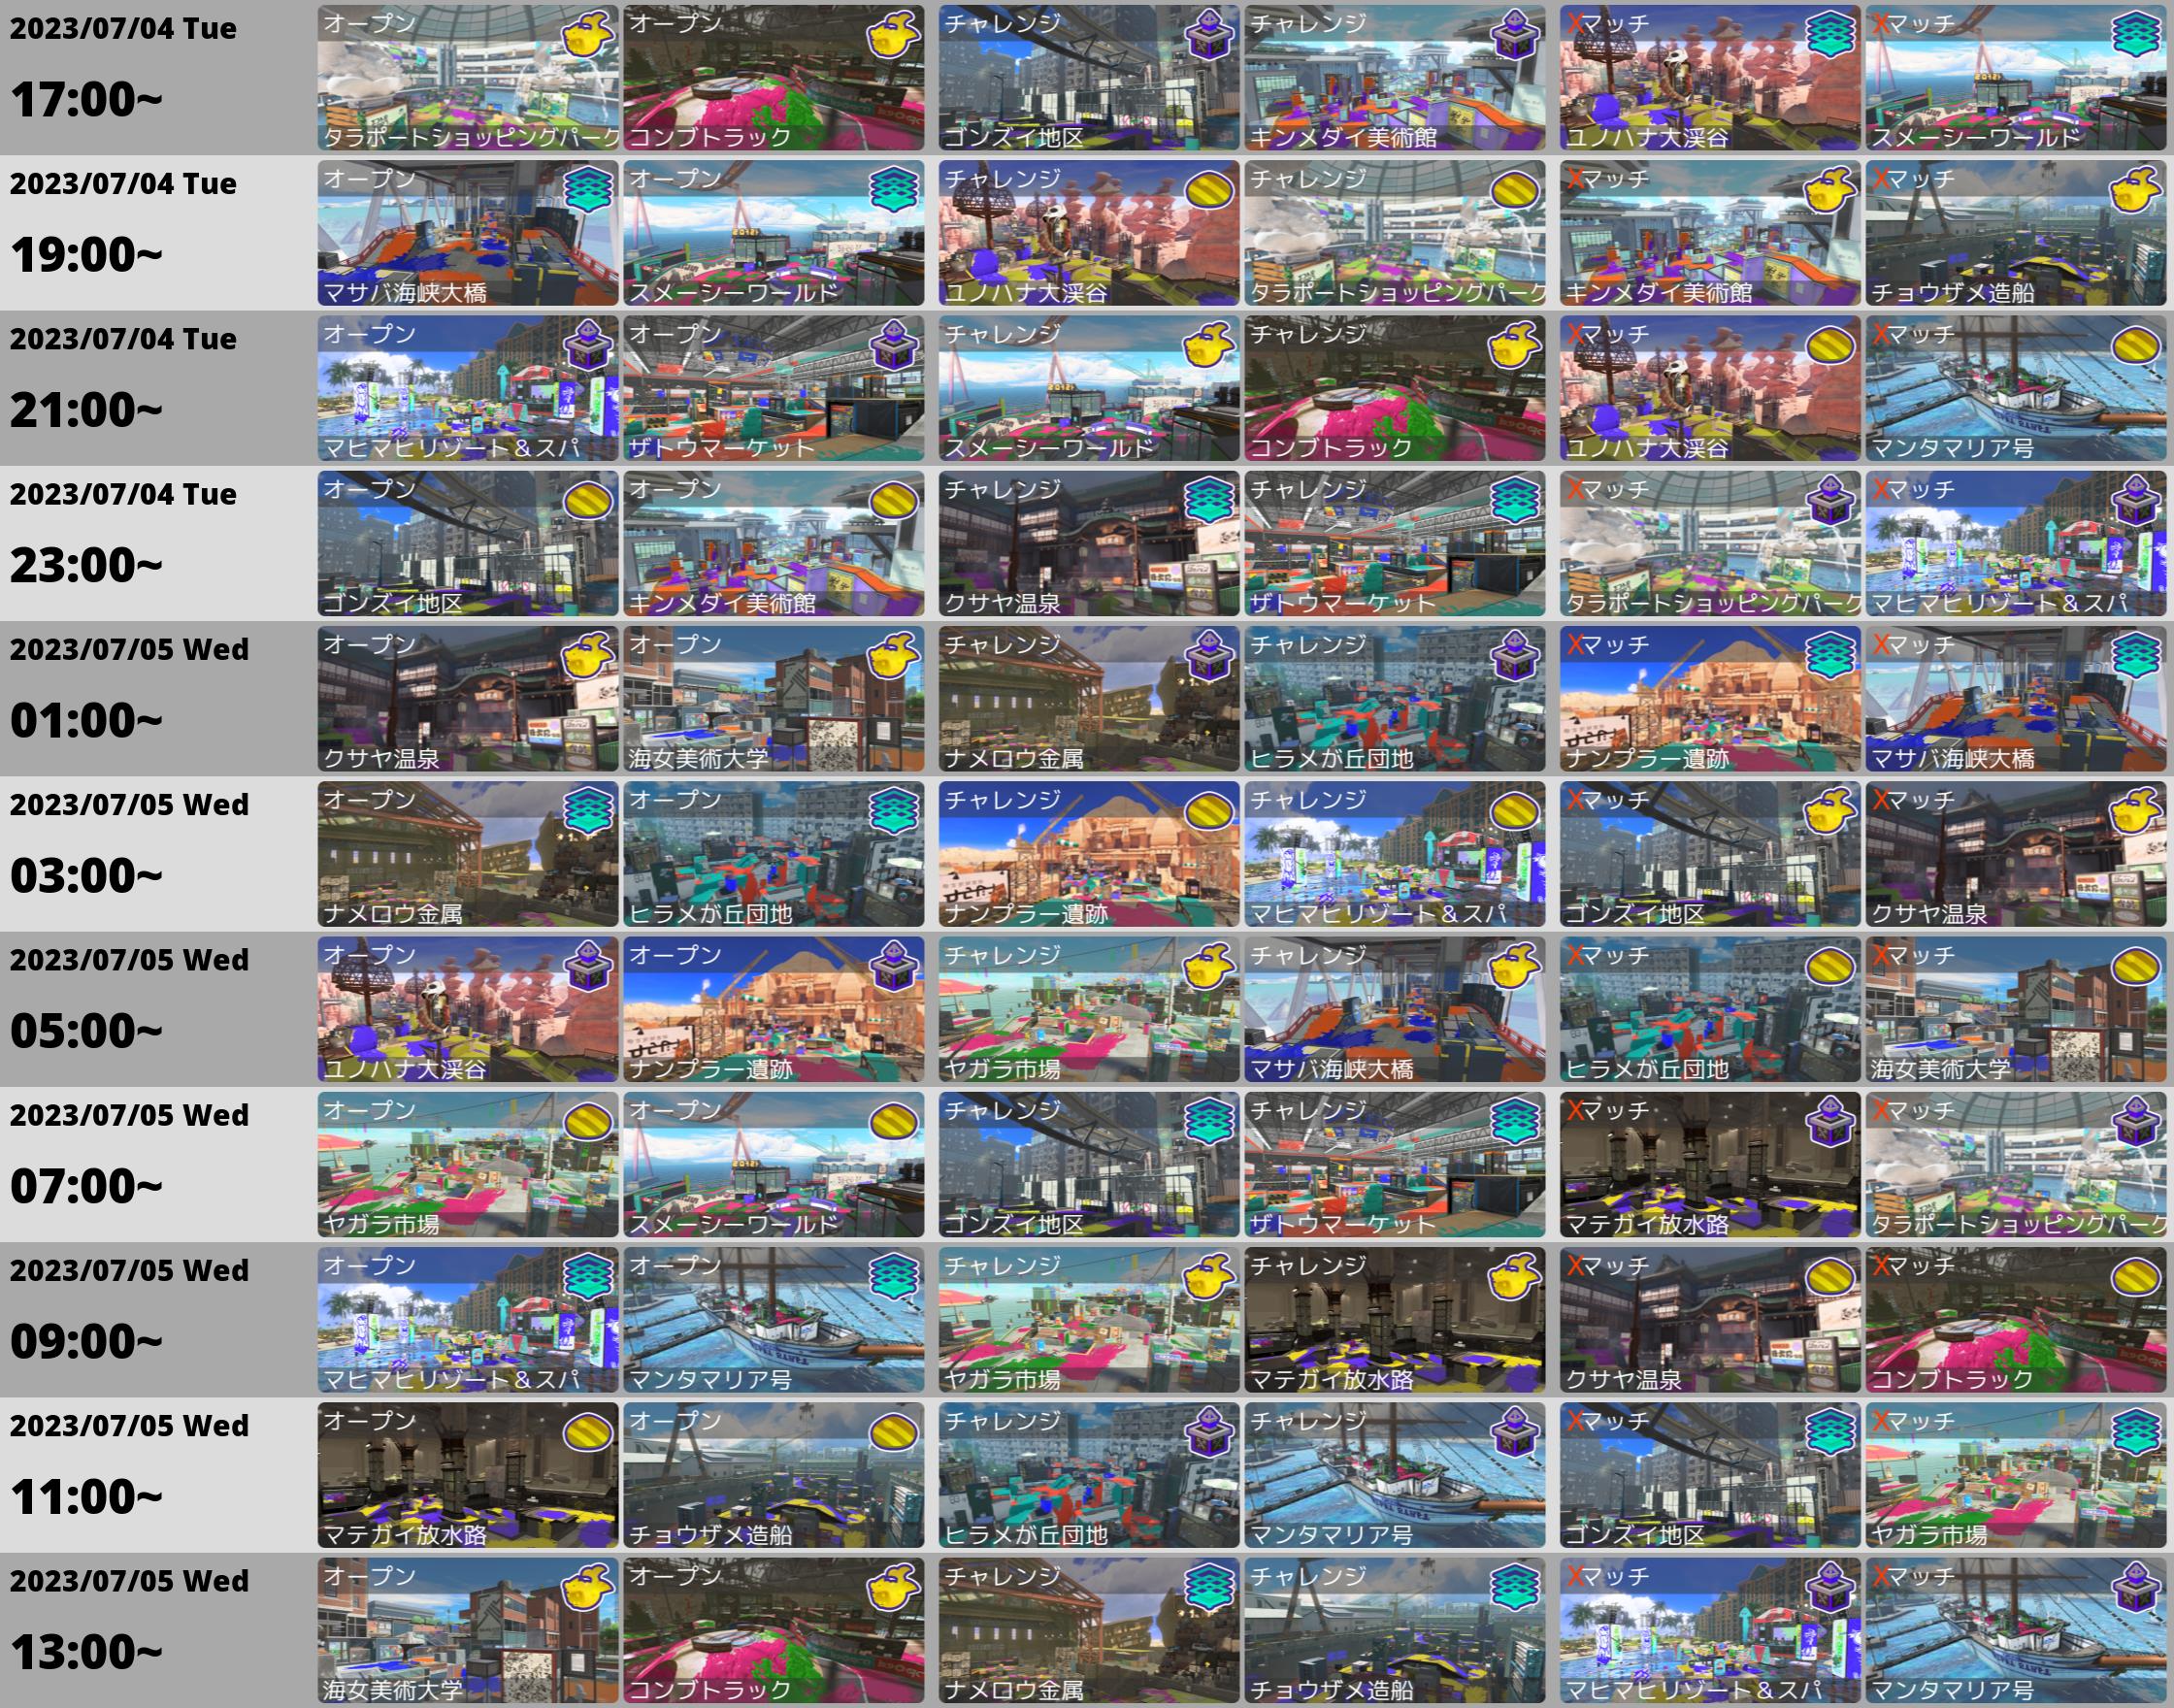 2023/07/04 Tue
17:00~
オープン オープン チャレンジ チャレンジ Xマッチ Xマッチ
タラポートショッピングパーク コンブトラック ゴンズイ地区 キンメダイ美術館 ユノハナ大渓谷 スメーシーワールド
2023/07/04 Tue
19:00~
オープン オープン チャレンジ チャレンジ Xマッチ Xマッチ
マサバ海峡大橋 スメーシーワールド ユノハナ大渓谷 タラポートショッピングパーク キンメダイ美術館 チョウザメ造船
2023/07/04 Tue
21:00~
オープン オープン チャレンジ チャレンジ Xマッチ Xマッチ
マヒマヒリゾート＆スパ ザトウマーケット スメーシーワールド コンブトラック ユノハナ大渓谷 マンタマリア号
2023/07/04 Tue
23:00~
オープン オープン チャレンジ チャレンジ Xマッチ Xマッチ
ゴンズイ地区 キンメダイ美術館 クサヤ温泉 ザトウマーケット タラポートショッピングパーク マヒマヒリゾート＆スパ
2023/07/05 Wed
01:00~
オープン オープン チャレンジ チャレンジ Xマッチ Xマッチ
クサヤ温泉 海女美術大学 ナメロウ金属 ヒラメが丘団地 ナンプラー遺跡 マサバ海峡大橋
2023/07/05 Wed
03:00~
オープン オープン チャレンジ チャレンジ Xマッチ Xマッチ
ナメロウ金属 ヒラメが丘団地 ナンプラー遺跡 マヒマヒリゾート＆スパ ゴンズイ地区 クサヤ温泉
2023/07/05 Wed
05:00~
オープン オープン チャレンジ チャレンジ Xマッチ Xマッチ
ユノハナ大渓谷 ナンプラー遺跡 ヤガラ市場 マサバ海峡大橋 ヒラメが丘団地 海女美術大学
2023/07/05 Wed
07:00~
オープン オープン チャレンジ チャレンジ Xマッチ Xマッチ
ヤガラ市場 スメーシーワールド ゴンズイ地区 ザトウマーケット マテガイ放水路 タラポートショッピングパーク
2023/07/05 Wed
09:00~
オープン オープン チャレンジ チャレンジ Xマッチ Xマッチ
マヒマヒリゾート＆スパ マンタマリア号 ヤガラ市場 マテガイ放水路 クサヤ温泉 コンブトラック
2023/07/05 Wed
11:00~
オープン オープン チャレンジ チャレンジ Xマッチ Xマッチ
マテガイ放水路 チョウザメ造船 ヒラメが丘団地 マンタマリア号 ゴンズイ地区 ヤガラ市場
2023/07/05 Wed
13:00~
オープン オープン チャレンジ チャレンジ Xマッチ Xマッチ
海女美術大学 コンブトラック ナメロウ金属 チョウザメ造船 マヒマヒリゾート＆スパ マンタマリア号